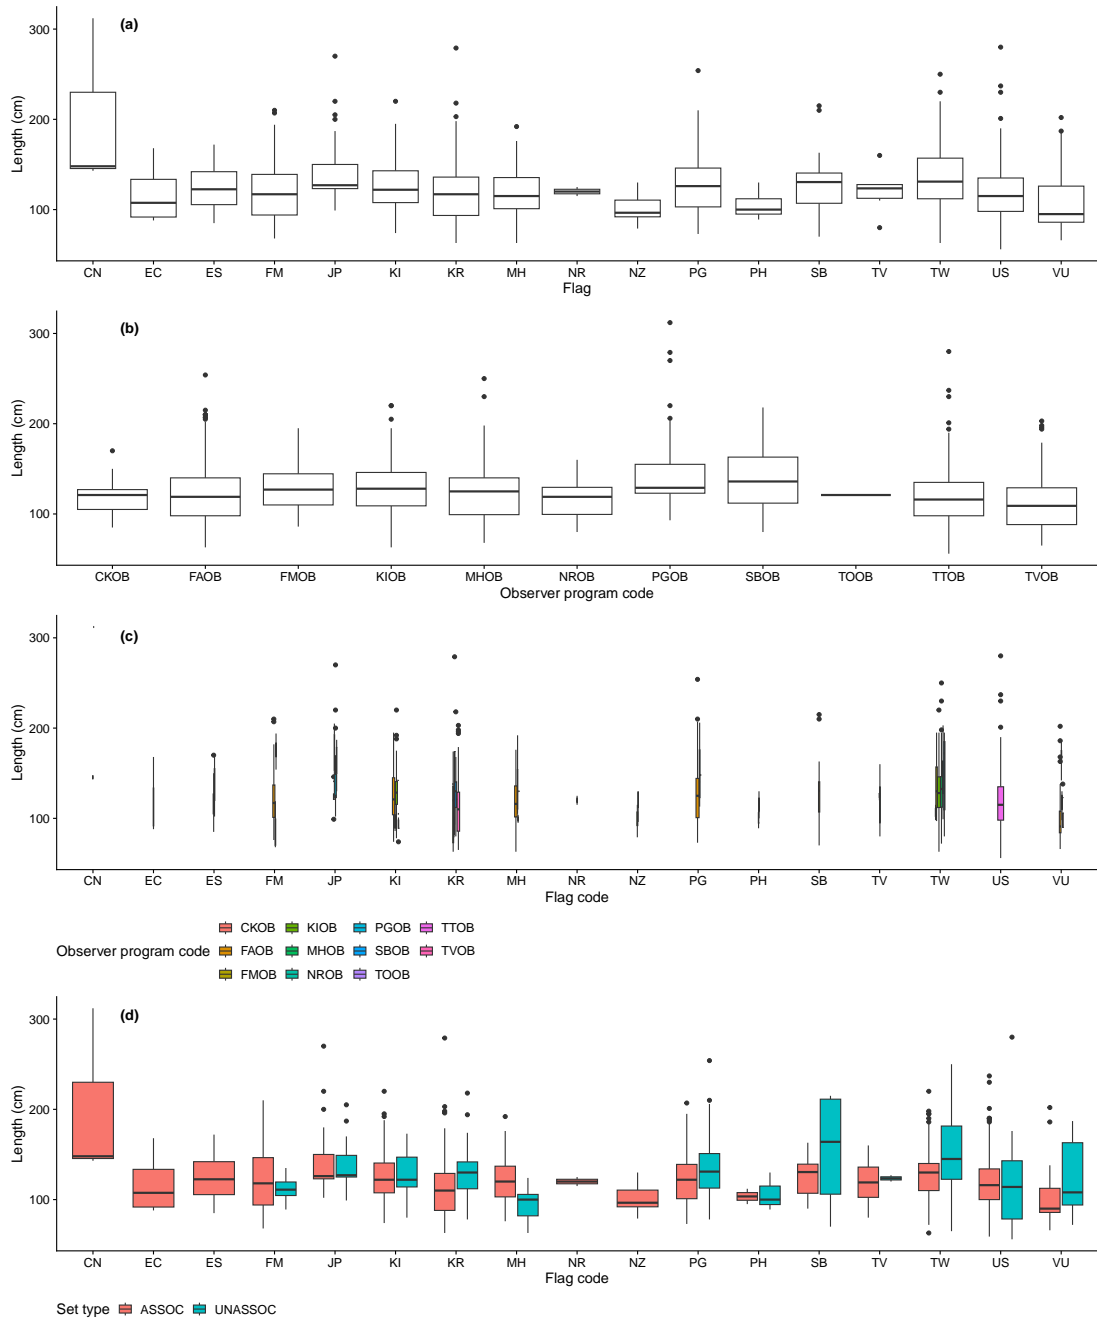 (a)
Length (cm)
300
200
100
CN EC ES FM JP KI KR MH NR NZ PG PH SB TV TW US VU
Flag
(b)
Length (cm)
300
200
100
CKOB FAOB FMOB KIOB MHOB NROB PGOB SBOB TOOB TTOB TVOB
Observer program code
(c)
Length (cm)
300
200
100
CN EC ES FM JP KI KR MH NR NZ PG PH SB TV TW US VU
Flag code
Observer program code
CKOB KIOB PGOB TTOB
FAOB MHOB SBOB TVOB
FMOB NROB TOOB
(d)
Length (cm)
300
200
100
CN EC ES FM JP KI KR MH NR NZ PG PH SB TV TW US VU
Flag code
Set type ASSOC UNASSOC